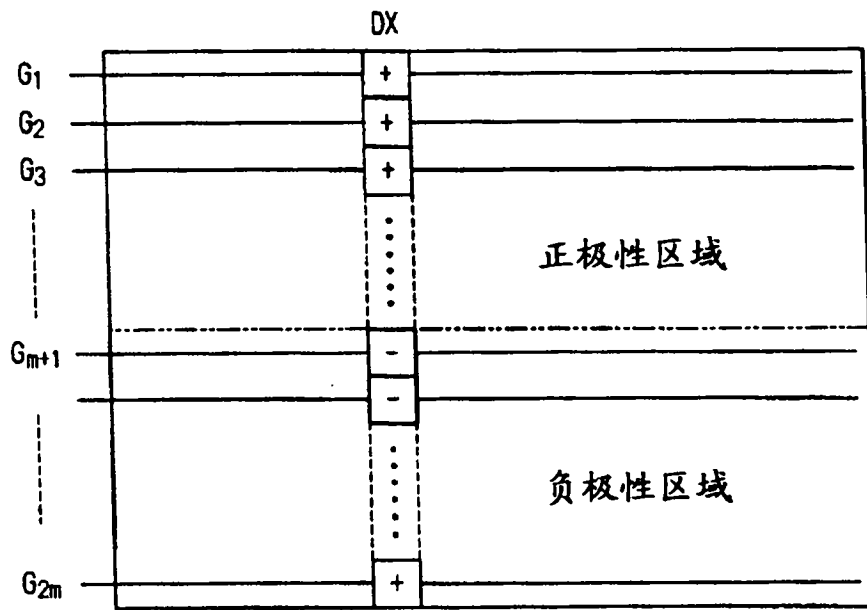 DX
G1 +
G2 +
G3 +
正极性区域
Gm+1 -
-
负极性区域
G2m +